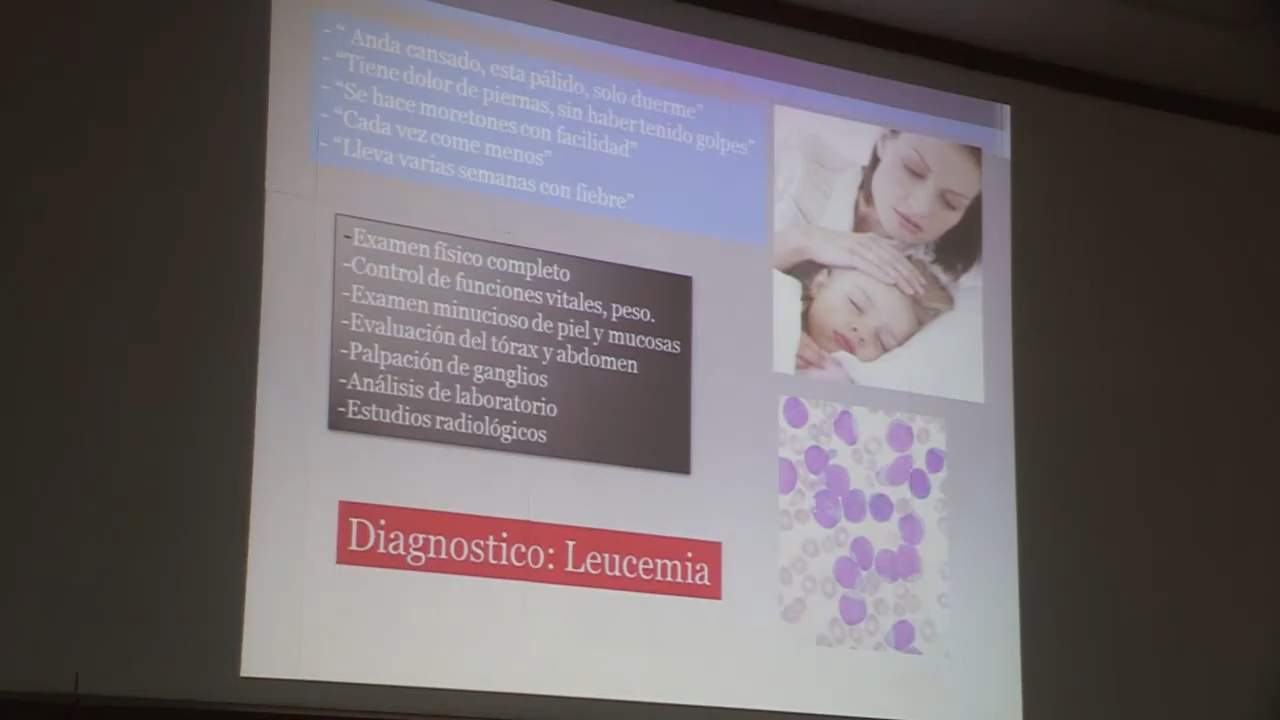 - “ Anda cansado, esta pálido, solo duerme”
- “Tiene dolor de piernas, sin haber tenido golpes”
- “Se hace moretones con facilidad”
- “Cada vez come menos”
- “Lleva varias semanas con fiebre”
-Examen físico completo
-Control de funciones vitales, peso.
-Examen minucioso de piel y mucosas
-Evaluación del tórax y abdomen
-Palpación de ganglios
-Análisis de laboratorio
-Estudios radiológicos
Diagnostico: Leucemia